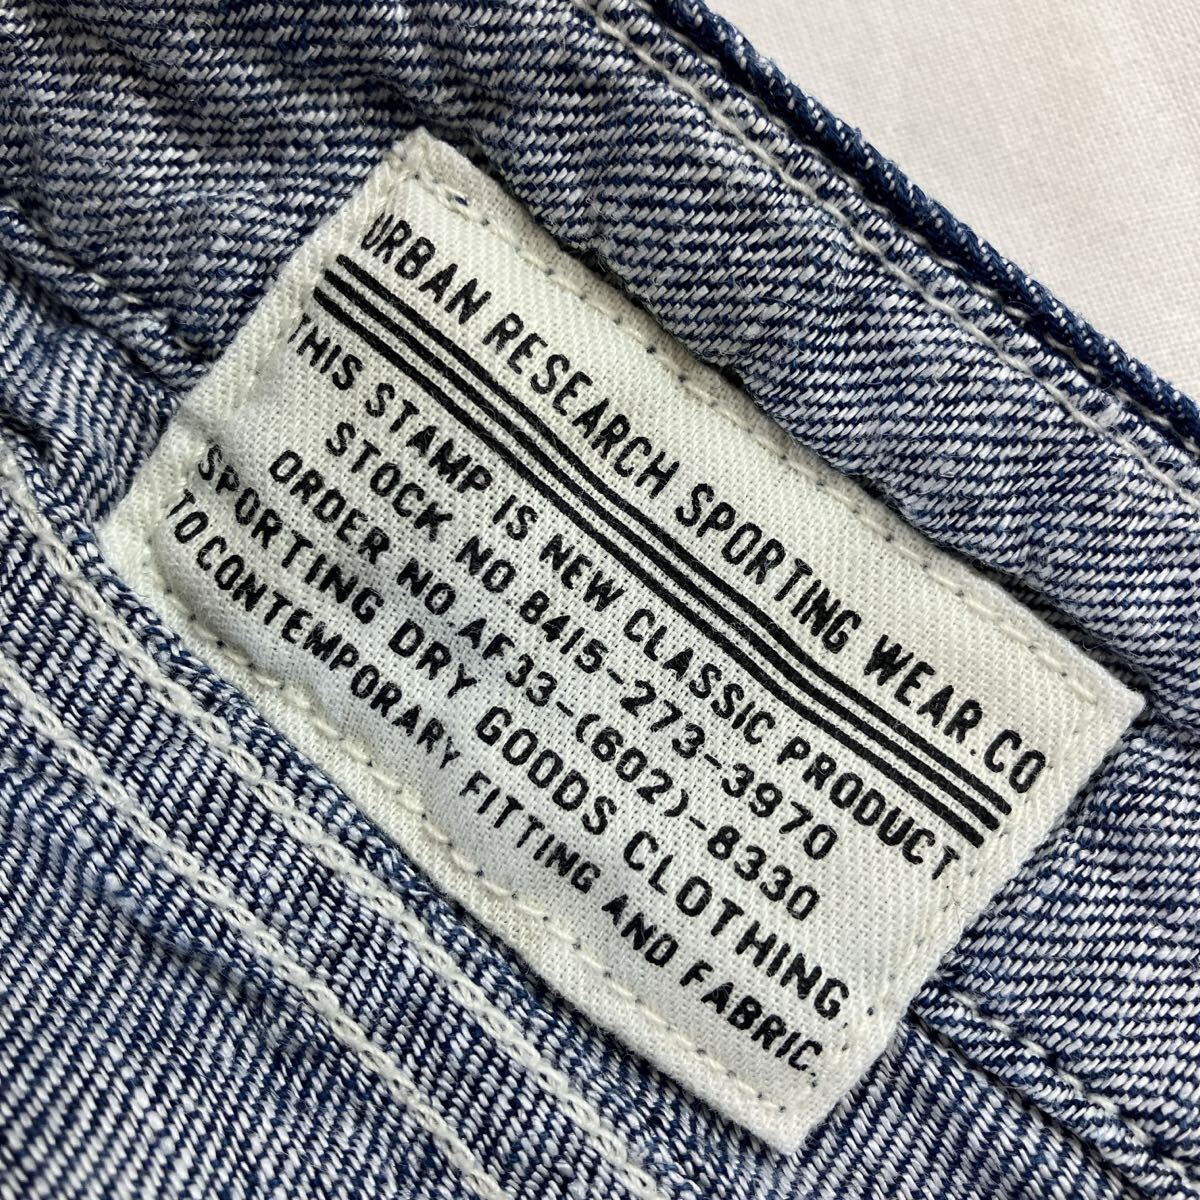 URBAN RESEARCH SPORTING WEAR.CO
THIS STAMP IS NEW CLASSIC PRODUCT
STOCK NO.8415-273-3970
ORDER NO.AF33-(602)-8330
SPORTING DRY GOODS CLOTHING.
TO CONTEMPORARY FITTING AND FABRIC.